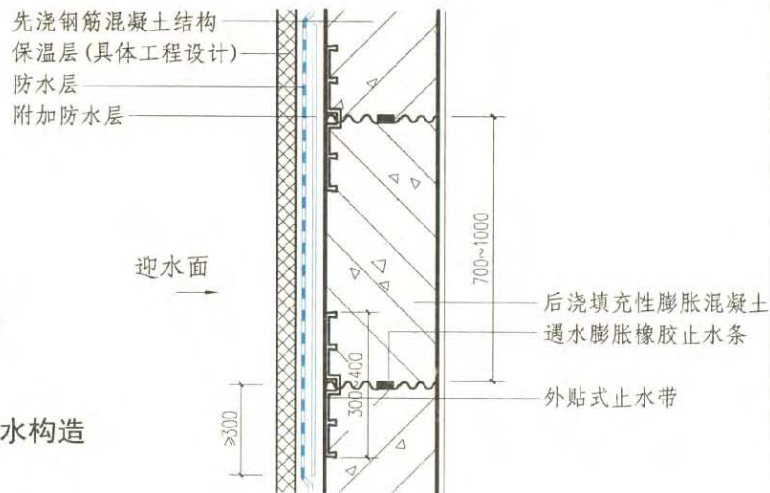 先浇钢筋混凝土结构
保温层(具体工程设计)
防水层
附加防水层
迎水面
700~1000
后浇填充性膨胀混凝土
遇水膨胀橡胶止水条
300~400
外贴式止水带
≥300
水构造